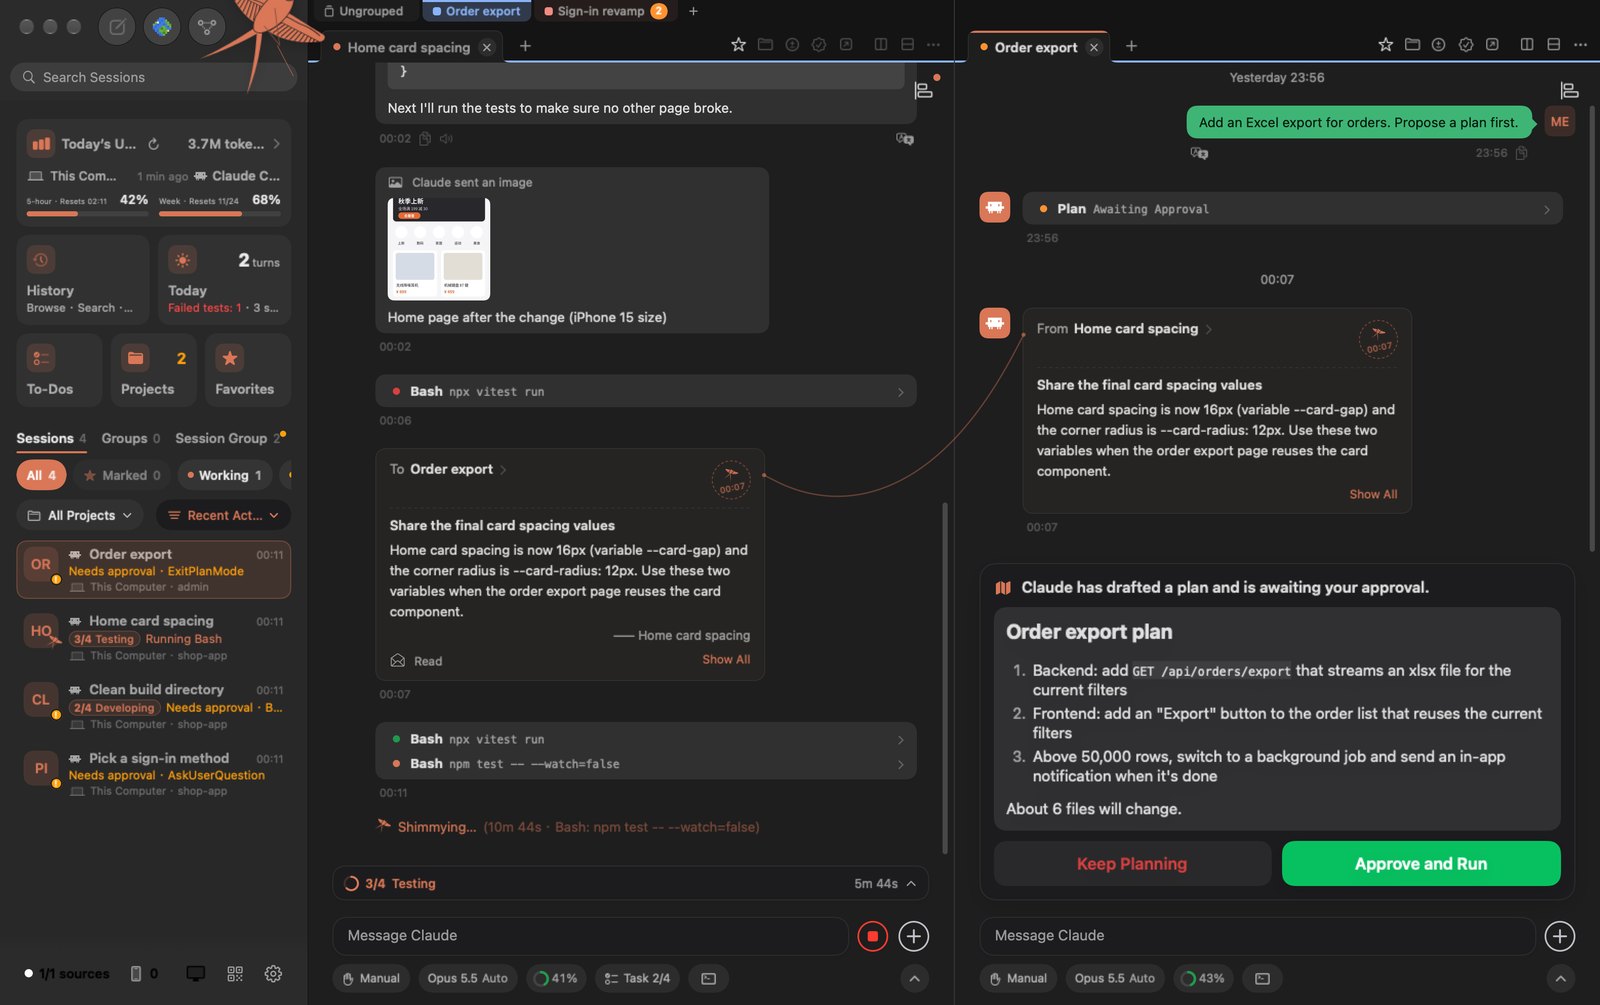 Search Sessions
Today's U...
3.7M toke...
This Com...
1 min ago
Claude C...
5-hour · Resets 02:11
42%
Week · Resets 11/24
68%
History
Browse · Search ·...
2 turns
Today
Failed tests: 1 · 3 s...
To-Dos
2
Projects
Favorites
Sessions 4
Groups 0
Session Group 2
All 4
Marked 0
Working 1
All Projects
Recent Act...
OR
Order export
00:11
Needs approval · ExitPlanMode
This Computer · admin
HO
Home card spacing
00:11
3/4 Testing
Running Bash
This Computer · shop-app
CL
Clean build directory
00:11
2/4 Developing
Needs approval · B...
This Computer · shop-app
PI
Pick a sign-in method
00:11
Needs approval · AskUserQuestion
This Computer · shop-app
1/1 sources
0
Ungrouped
Order export
Sign-in revamp
2
Home card spacing
}
Next I'll run the tests to make sure no other page broke.
00:02
Claude sent an image
秋季上新
Home page after the change (iPhone 15 size)
00:02
Bash npx vitest run
00:06
To Order export
00:07
Share the final card spacing values
Home card spacing is now 16px (variable --card-gap) and
the corner radius is --card-radius: 12px. Use these two
variables when the order export page reuses the card
component.
—— Home card spacing
Read
Show All
00:07
Bash npx vitest run
Bash npm test -- --watch=false
00:11
Shimmying... (10m 44s · Bash: npm test -- --watch=false)
3/4 Testing
5m 44s
Message Claude
Manual
Opus 5.5 Auto
41%
Task 2/4
Order export
Yesterday 23:56
Add an Excel export for orders. Propose a plan first.
ME
23:56
Plan Awaiting Approval
23:56
00:07
From Home card spacing
00:07
Share the final card spacing values
Home card spacing is now 16px (variable --card-gap) and
the corner radius is --card-radius: 12px. Use these two
variables when the order export page reuses the card
component.
Show All
00:07
Claude has drafted a plan and is awaiting your approval.
Order export plan
1. Backend: add GET /api/orders/export that streams an xlsx file for the
current filters
2. Frontend: add an "Export" button to the order list that reuses the current
filters
3. Above 50,000 rows, switch to a background job and send an in-app
notification when it's done
About 6 files will change.
Keep Planning
Approve and Run
Message Claude
Manual
Opus 5.5 Auto
43%